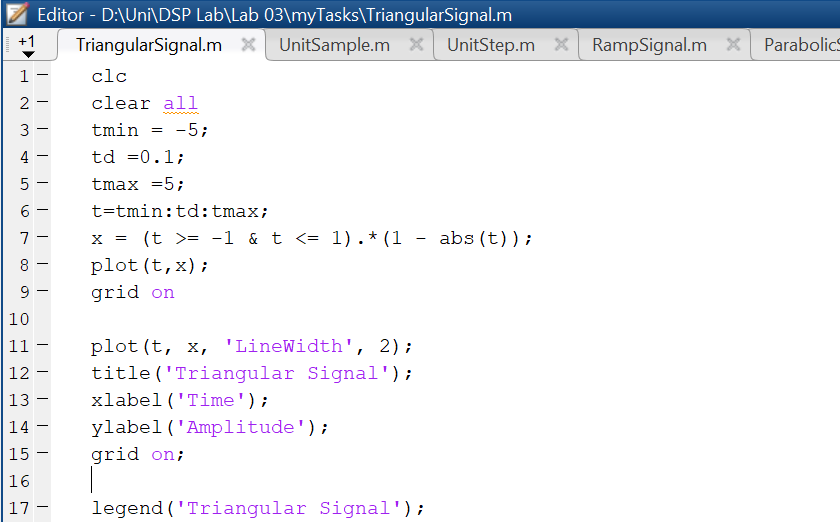 Editor - D:\Uni\DSP Lab\Lab 03\myTasks\TriangularSignal.m
+1 TriangularSignal.m UnitSample.m UnitStep.m RampSignal.m ParabolicS
1 clc
2 clear all
3 tmin = -5;
4 td =0.1;
5 tmax =5;
6 t=tmin:td:tmax;
7 x = (t >= -1 & t <= 1).*(1 - abs(t));
8 plot(t,x);
9 grid on
10
11 plot(t, x, 'LineWidth', 2);
12 title('Triangular Signal');
13 xlabel('Time');
14 ylabel('Amplitude');
15 grid on;
16
17 legend('Triangular Signal');